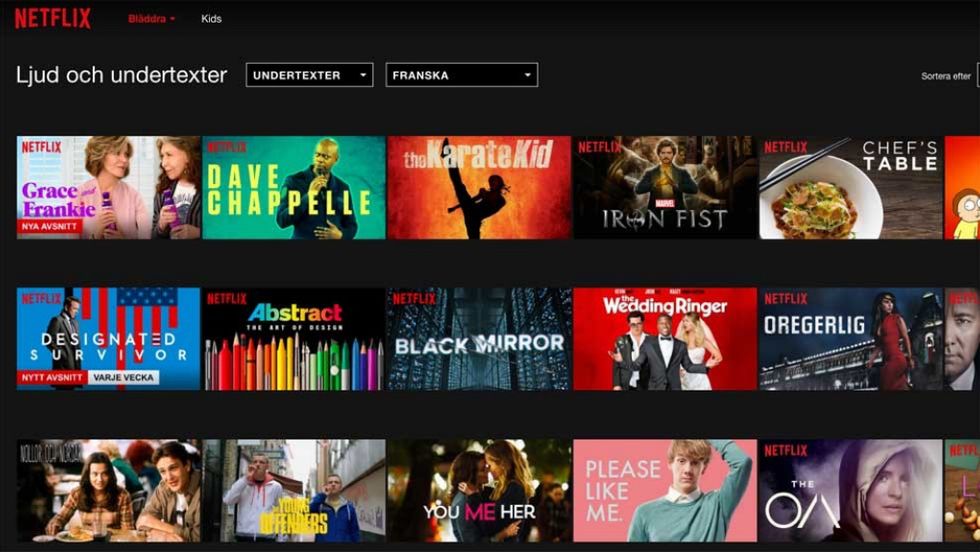 NETFLIX
Bläddra
Kids
Ljud och undertexter
UNDERTEXTER
FRANSKA
Sortera efter
NETFLIX
Grace and
Frankie
NYA AVSNITT
NETFLIX
DAVE
CHAPPELLE
the Karate Kid
NETFLIX
MARVEL
IRON FIST
NETFLIX
CHEF'S
TABLE
NETFLIX
DESIGNATED
SURVIVOR
NYTT AVSNITT
VARJE VECKA
NETFLIX
Abstract
THE ART OF DESIGN
NETFLIX
BLACK MIRROR
the
Wedding Ringer
NETFLIX
OREGERLIG
NOLLOR OCH NÖRDAR
THE YOUNG
OFFENDERS
YOU ME HER
PLEASE
LIKE
ME.
NETFLIX
THE
OA